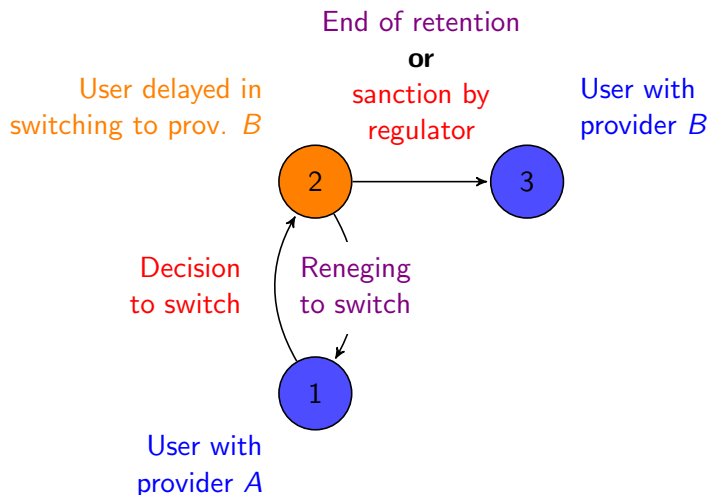 End of retention
or
sanction by
regulator
User delayed in
switching to prov. B
User with
provider B
2
3
Decision
to switch
Reneging
to switch
1
User with
provider A